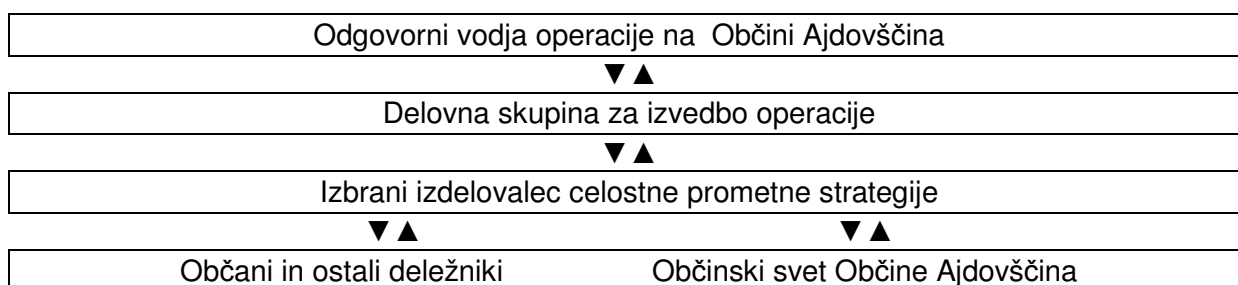 Odgovorni vodja operacije na Občini Ajdovščina
▼▲
Delovna skupina za izvedbo operacije
▼▲
Izbrani izdelovalec celostne prometne strategije
▼▲ ▼▲
Občani in ostali deležniki Občinski svet Občine Ajdovščina